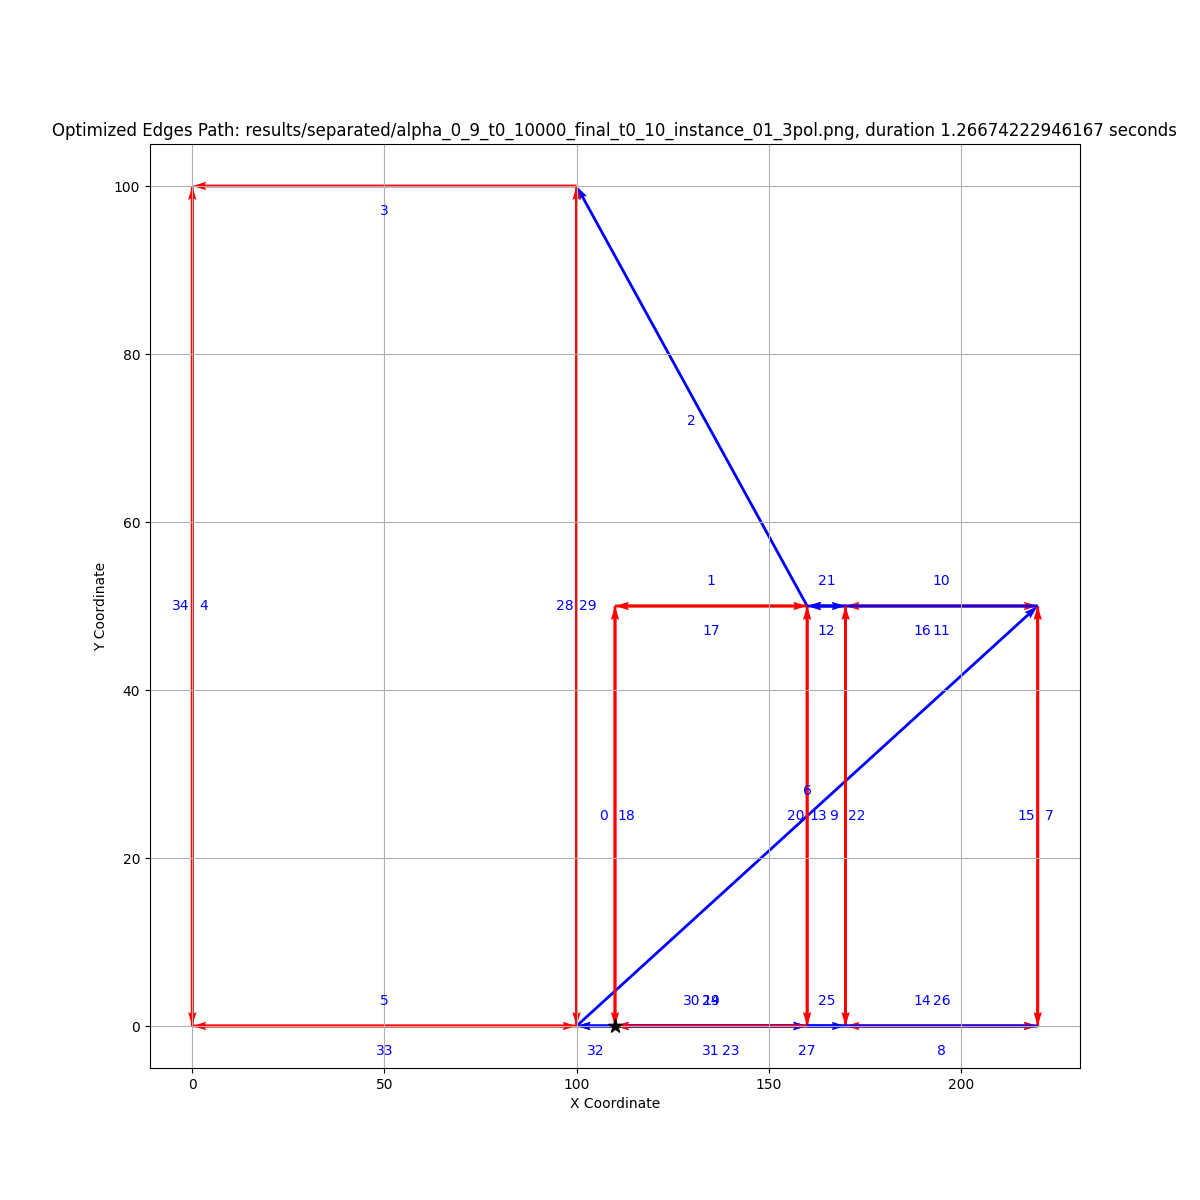 Optimized Edges Path: results/separated/alpha_0_9_t0_10000_final_t0_10_instance_01_3pol.png, duration 1.26674222946167 seconds
100
3
80
2
60
1 21 10
34 4 28 29
17 12 16 11
Y Coordinate
40
6
0 18 20 13 9 22 15 7
20
5 30 19 25 14 26
0
33 32 31 23 27 8
0 50 100 150 200
X Coordinate